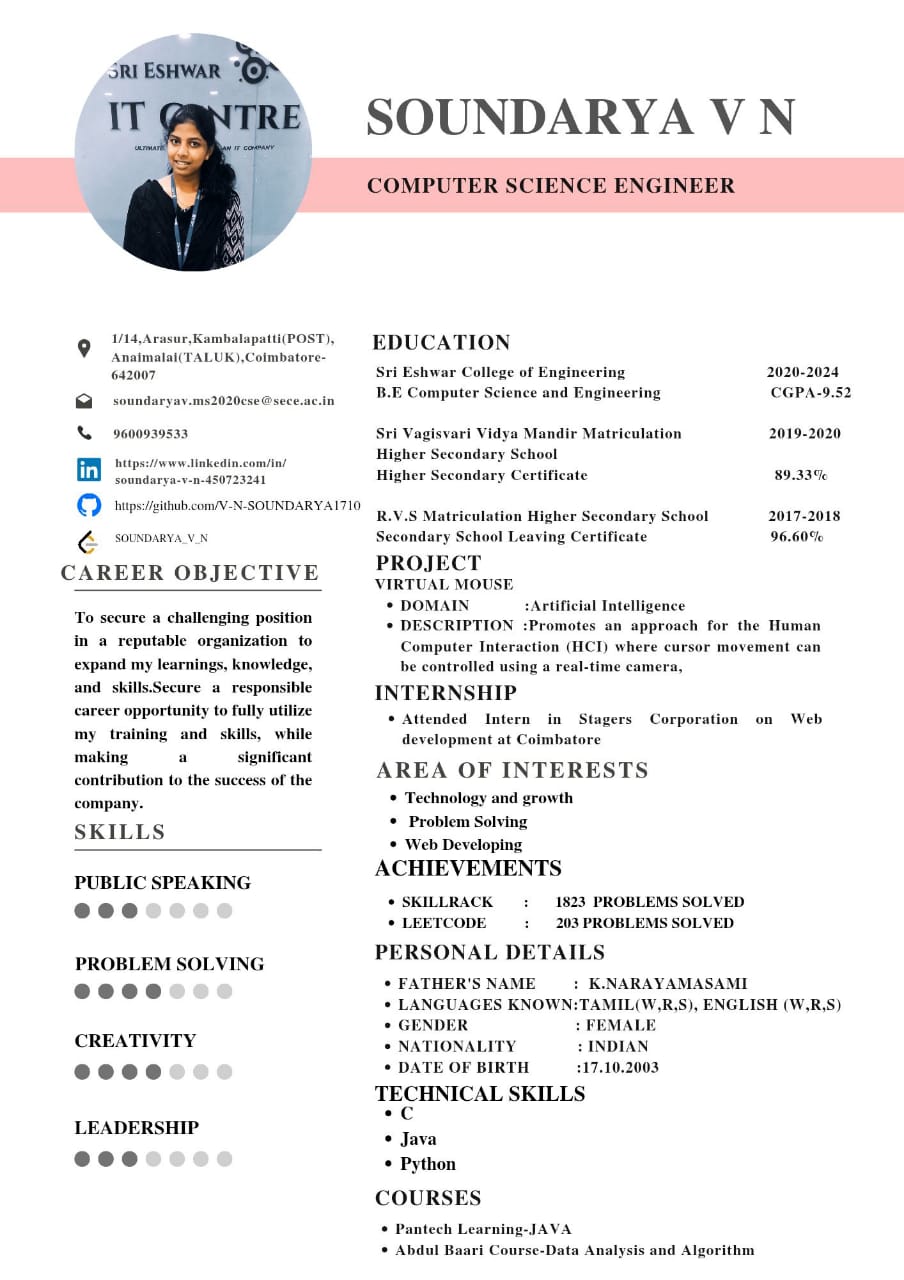 SRI ESHWAR
IT CENTRE
ULTIMATE AN IT COMPANY
SOUNDARYA V N
COMPUTER SCIENCE ENGINEER
1/14,Arasur,Kambalapatti(POST),
Anaimalai(TALUK),Coimbatore-
642007
soundaryav.ms2020cse@sece.ac.in
9600939533
https://www.linkedin.com/in/
soundarya-v-n-450723241
https://github.com/V-N-SOUNDARYA1710
SOUNDARYA_V_N
CAREER OBJECTIVE
To secure a challenging position
in a reputable organization to
expand my learnings, knowledge,
and skills.Secure a responsible
career opportunity to fully utilize
my training and skills, while
making a significant
contribution to the success of the
company.
SKILLS
PUBLIC SPEAKING
PROBLEM SOLVING
CREATIVITY
LEADERSHIP
EDUCATION
Sri Eshwar College of Engineering 2020-2024
B.E Computer Science and Engineering CGPA-9.52
Sri Vagisvari Vidya Mandir Matriculation 2019-2020
Higher Secondary School
Higher Secondary Certificate 89.33%
R.V.S Matriculation Higher Secondary School 2017-2018
Secondary School Leaving Certificate 96.60%
PROJECT
VIRTUAL MOUSE
• DOMAIN :Artificial Intelligence
• DESCRIPTION :Promotes an approach for the Human
Computer Interaction (HCI) where cursor movement can
be controlled using a real-time camera,
INTERNSHIP
• Attended Intern in Stagers Corporation on Web
development at Coimbatore
AREA OF INTERESTS
• Technology and growth
• Problem Solving
• Web Developing
ACHIEVEMENTS
• SKILLRACK : 1823 PROBLEMS SOLVED
• LEETCODE : 203 PROBLEMS SOLVED
PERSONAL DETAILS
• FATHER'S NAME : K.NARAYAMASAMI
• LANGUAGES KNOWN:TAMIL(W,R,S), ENGLISH (W,R,S)
• GENDER : FEMALE
• NATIONALITY : INDIAN
• DATE OF BIRTH :17.10.2003
TECHNICAL SKILLS
• C
• Java
• Python
COURSES
• Pantech Learning-JAVA
• Abdul Baari Course-Data Analysis and Algorithm